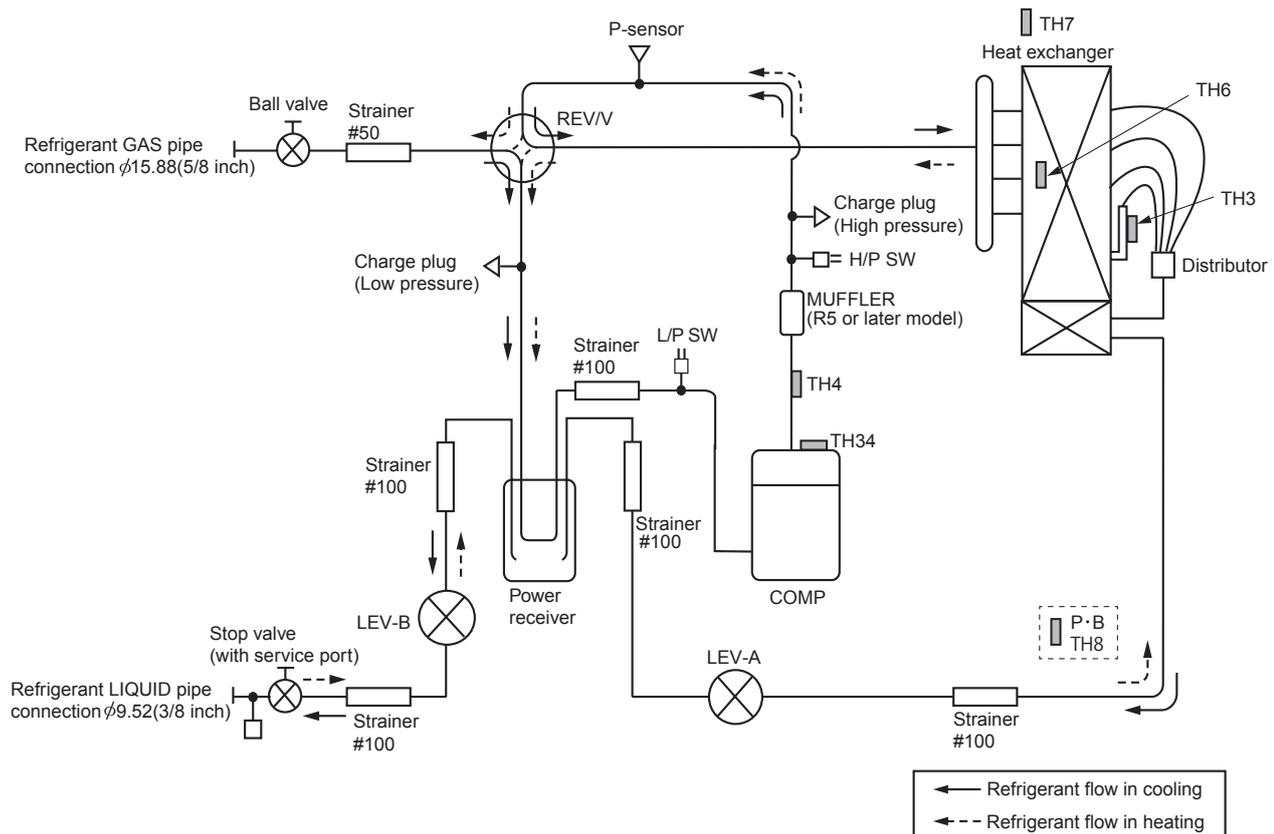 P-sensor
TH7
Heat exchanger
TH6
Ball valve
Strainer
#50
REV/V
Refrigerant GAS pipe
connection ϕ15.88(5/8 inch)
TH3
Charge plug
(High pressure)
H/P SW
Charge plug
(Low pressure)
Distributor
MUFFLER
(R5 or later model)
L/P SW
Strainer
#100
TH4
TH34
Strainer
#100
Strainer
#100
Power
receiver
COMP
LEV-B
P·B
TH8
Stop valve
(with service port)
LEV-A
Refrigerant LIQUID pipe
connection ϕ9.52(3/8 inch)
Strainer
#100
Strainer
#100
Refrigerant flow in cooling
Refrigerant flow in heating